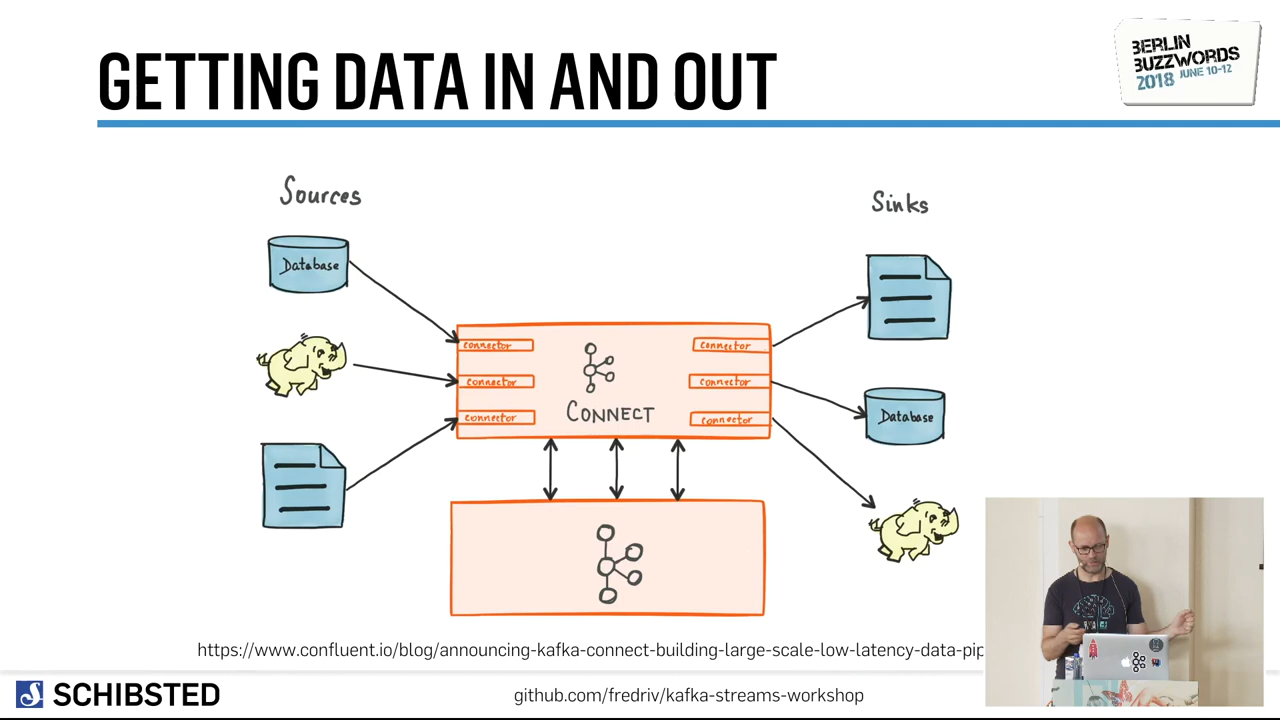 GETTING DATA IN AND OUT
BERLIN
BUZZWORDS
2018 JUNE 10-12
Sources
Sinks
Database
connector
connector
connector
connector
connector
connector
CONNECT
Database
https://www.confluent.io/blog/announcing-kafka-connect-building-large-scale-low-latency-data-pip
SCHIBSTED
github.com/fredriv/kafka-streams-workshop